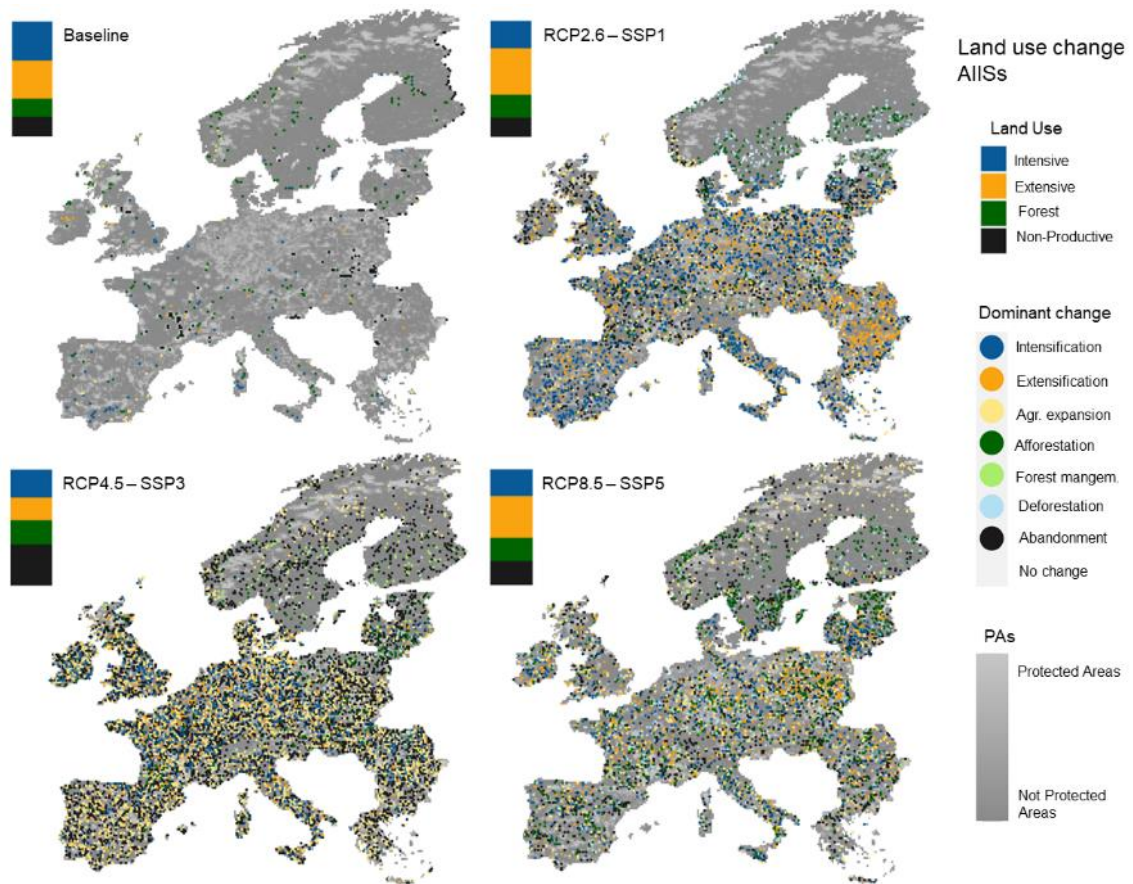 Baseline
RCP2.6 – SSP1
Land use change
AIISs
Land Use
Intensive
Extensive
Forest
Non-Productive
Dominant change
Intensification
Extensification
Agr. expansion
Afforestation
Forest mangem.
Deforestation
Abandonment
No change
RCP4.5 – SSP3
RCP8.5 – SSP5
PAs
Protected Areas
Not Protected
Areas